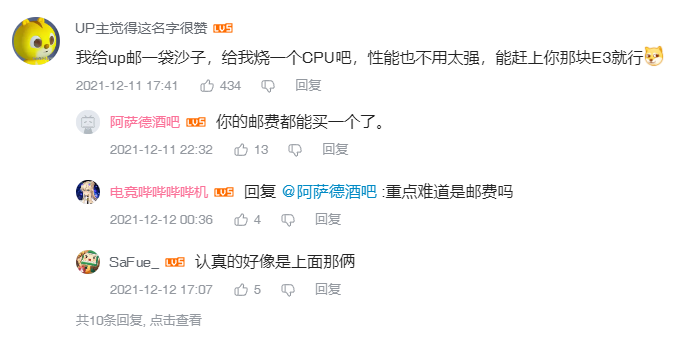 UP主觉得这名字很赞 LV5
我给up邮一袋沙子，给我烧一个CPU吧，性能也不用太强，能赶上你那块E3就行
2021-12-11 17:41 434 回复
阿萨德酒吧 LV5 你的邮费都能买一个了。
2021-12-11 22:32 13 回复
电竞哔哔哔哔机 LV5 回复 @阿萨德酒吧 :重点难道是邮费吗
2021-12-12 00:36 4 回复
SaFue_ LV5 认真的好像是上面那俩
2021-12-12 17:07 5 回复
共10条回复, 点击查看